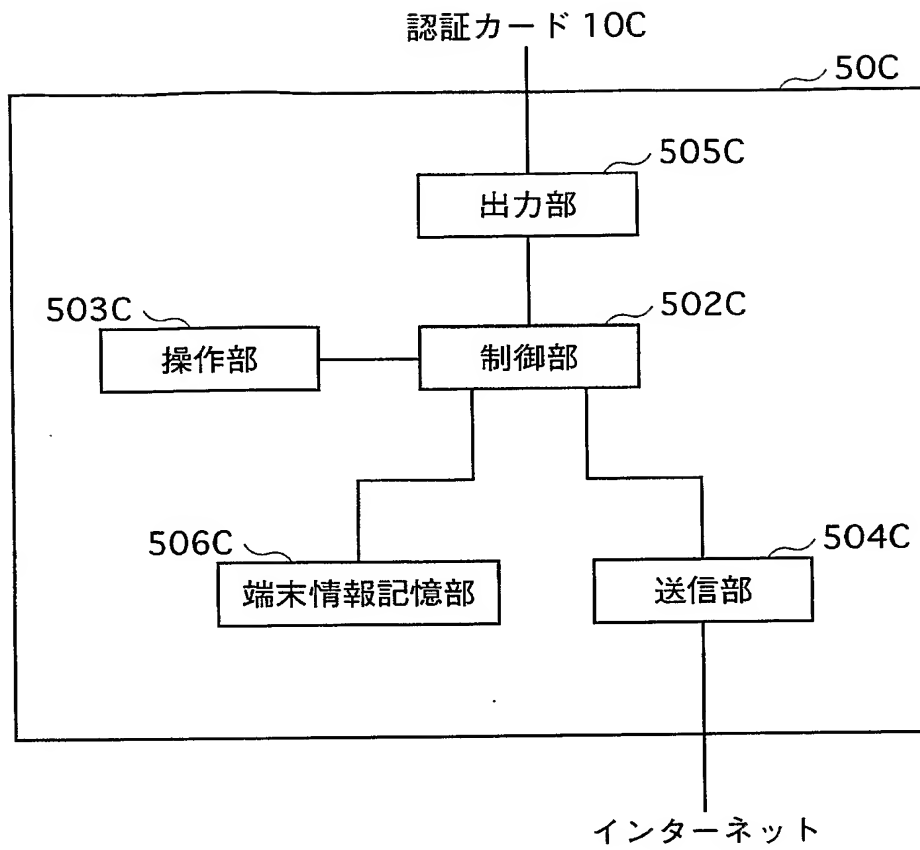 認証カード 10C
50C
505C
出力部
503C
502C
操作部
制御部
506C
504C
端末情報記憶部
送信部
インターネット